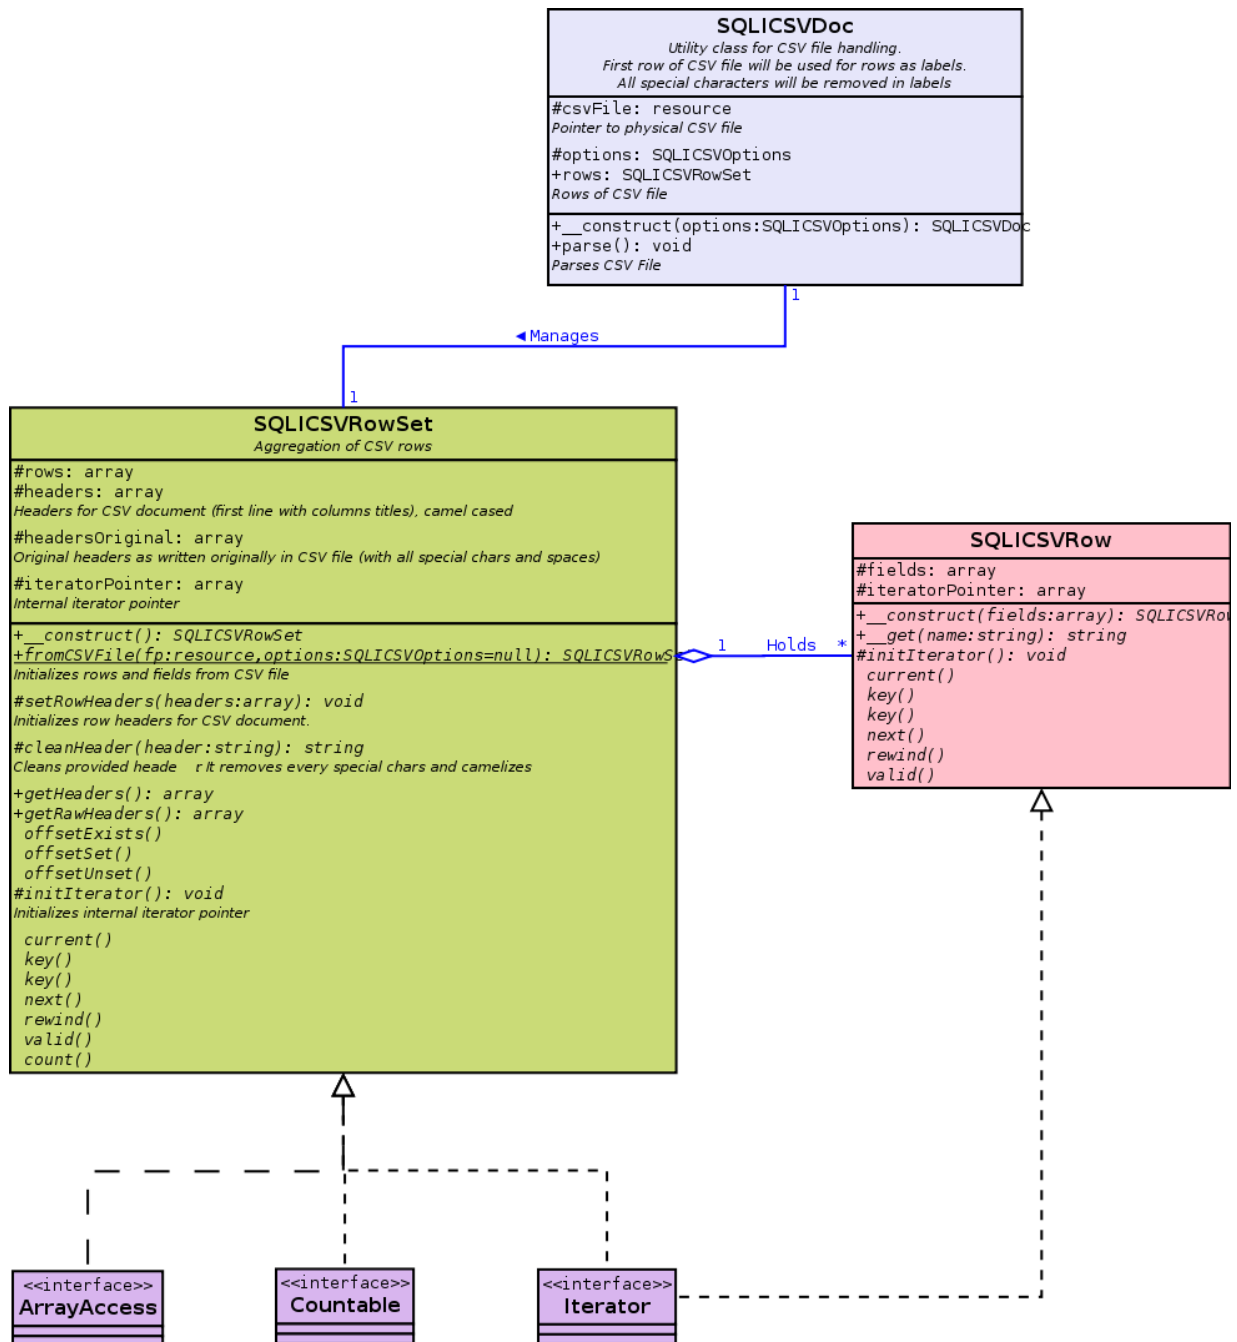 SQLICSVDoc
Utility class for CSV file handling.
First row of CSV file will be used for rows as labels.
All special characters will be removed in labels
#csvFile: resource
Pointer to physical CSV file
#options: SQLICSVOptions
+rows: SQLICSVRowSet
Rows of CSV file
+__construct(options:SQLICSVOptions): SQLICSVDoc
+parse(): void
Parses CSV File
1
◄Manages
1
SQLICSVRowSet
Aggregation of CSV rows
#rows: array
#headers: array
Headers for CSV document (first line with columns titles), camel cased
#headersOriginal: array
Original headers as written originally in CSV file (with all special chars and spaces)
#iteratorPointer: array
Internal iterator pointer
+__construct(): SQLICSVRowSet
+fromCSVFile(fp:resource,options:SQLICSVOptions=null): SQLICSVRowS
Initializes rows and fields from CSV file
#setRowHeaders(headers:array): void
Initializes row headers for CSV document.
#cleanHeader(header:string): string
Cleans provided heade r It removes every special chars and camelizes
+getHeaders(): array
+getRawHeaders(): array
offsetExists()
offsetSet()
offsetUnset()
#initIterator(): void
Initializes internal iterator pointer
current()
key()
key()
next()
rewind()
valid()
count()
1 Holds *
SQLICSVRow
#fields: array
#iteratorPointer: array
+__construct(fields:array): SQLICSVRow
+__get(name:string): string
#initIterator(): void
current()
key()
key()
next()
rewind()
valid()
<<interface>>
ArrayAccess
<<interface>>
Countable
<<interface>>
Iterator